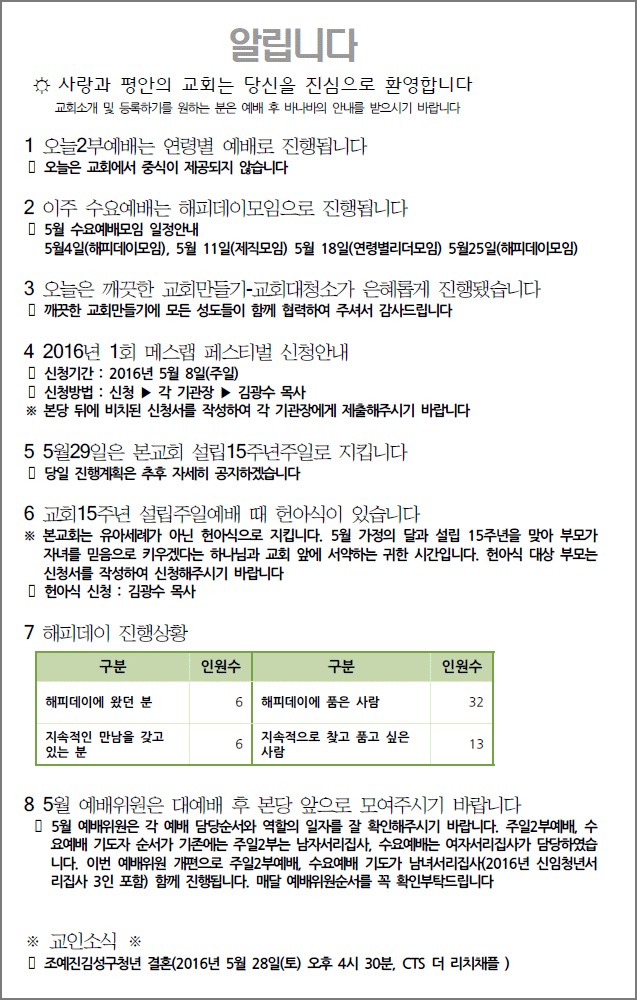 알립니다
☼ 사랑과 평안의 교회는 당신을 진심으로 환영합니다
교회소개 및 등록하기를 원하는 분은 예배 후 바나바의 안내를 받으시기 바랍니다
1 오늘2부예배는 연령별 예배로 진행됩니다
▯ 오늘은 교회에서 중식이 제공되지 않습니다
2 이주 수요예배는 해피데이모임으로 진행됩니다
▯ 5월 수요예배모임 일정안내
5월4일(해피데이모임), 5월 11일(제직모임) 5월 18일(연령별리더모임) 5월25일(해피데이모임)
3 오늘은 깨끗한 교회만들기-교회대청소가 은혜롭게 진행됐습니다
▯ 깨끗한 교회만들기에 모든 성도들이 함께 협력하여 주셔서 감사드립니다
4 2016년 1회 메스랩 페스티벌 신청안내
▯ 신청기간 : 2016년 5월 8일(주일)
▯ 신청방법 : 신청 ▶ 각 기관장 ▶ 김광수 목사
※ 본당 뒤에 비치된 신청서를 작성하여 각 기관장에게 제출해주시기 바랍니다
5 5월29일은 본교회 설립15주년주일로 지킵니다
▯ 당일 진행계획은 추후 자세히 공지하겠습니다
6 교회15주년 설립주일예배 때 헌아식이 있습니다
※ 본교회는 유아세례가 아닌 헌아식으로 지킵니다. 5월 가정의 달과 설립 15주년을 맞아 부모가
자녀를 믿음으로 키우겠다는 하나님과 교회 앞에 서약하는 귀한 시간입니다. 헌아식 대상 부모는
신청서를 작성하여 신청해주시기 바랍니다
▯ 헌아식 신청 : 김광수 목사
7 해피데이 진행상황
구분 인원수 구분 인원수
해피데이에 왔던 분 6 해피데이에 품은 사람 32
지속적인 만남을 갖고 있는 분 6 지속적으로 찾고 품고 싶은 사람 13
8 5월 예배위원은 대예배 후 본당 앞으로 모여주시기 바랍니다
▯ 5월 예배위원은 각 예배 담당순서와 역할의 일자를 잘 확인해주시기 바랍니다. 주일2부예배, 수
요예배 기도자 순서가 기존에는 주일2부는 남자서리집사, 수요예배는 여자서리집사가 담당하였습
니다. 이번 예배위원 개편으로 주일2부예배, 수요예배 기도가 남녀서리집사(2016년 신임청년서
리집사 3인 포함) 함께 진행됩니다. 매달 예배위원순서를 꼭 확인부탁드립니다
※ 교인소식 ※
▯ 조예진김성구청년 결혼(2016년 5월 28일(토) 오후 4시 30분, CTS 더 리치채플 )